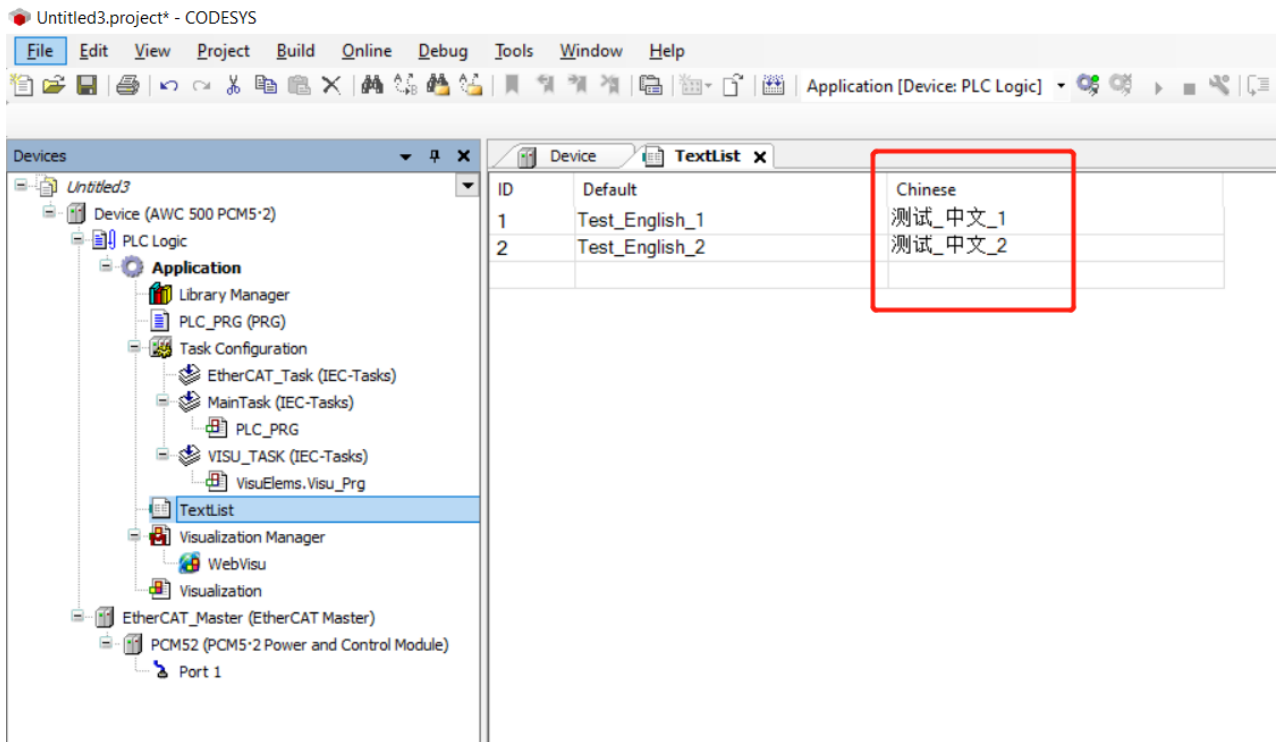 Untitled3.project* - CODESYS
File Edit View Project Build Online Debug Tools Window Help
Application [Device: PLC Logic]
Devices
Device TextList
Untitled3
Device (AWC 500 PCM5·2)
PLC Logic
Application
Library Manager
PLC_PRG (PRG)
Task Configuration
EtherCAT_Task (IEC-Tasks)
MainTask (IEC-Tasks)
PLC_PRG
VISU_TASK (IEC-Tasks)
VisuElems.Visu_Prg
TextList
Visualization Manager
WebVisu
Visualization
EtherCAT_Master (EtherCAT Master)
PCM52 (PCM5·2 Power and Control Module)
Port 1
ID Default Chinese
1 Test_English_1 测试_中文_1
2 Test_English_2 测试_中文_2